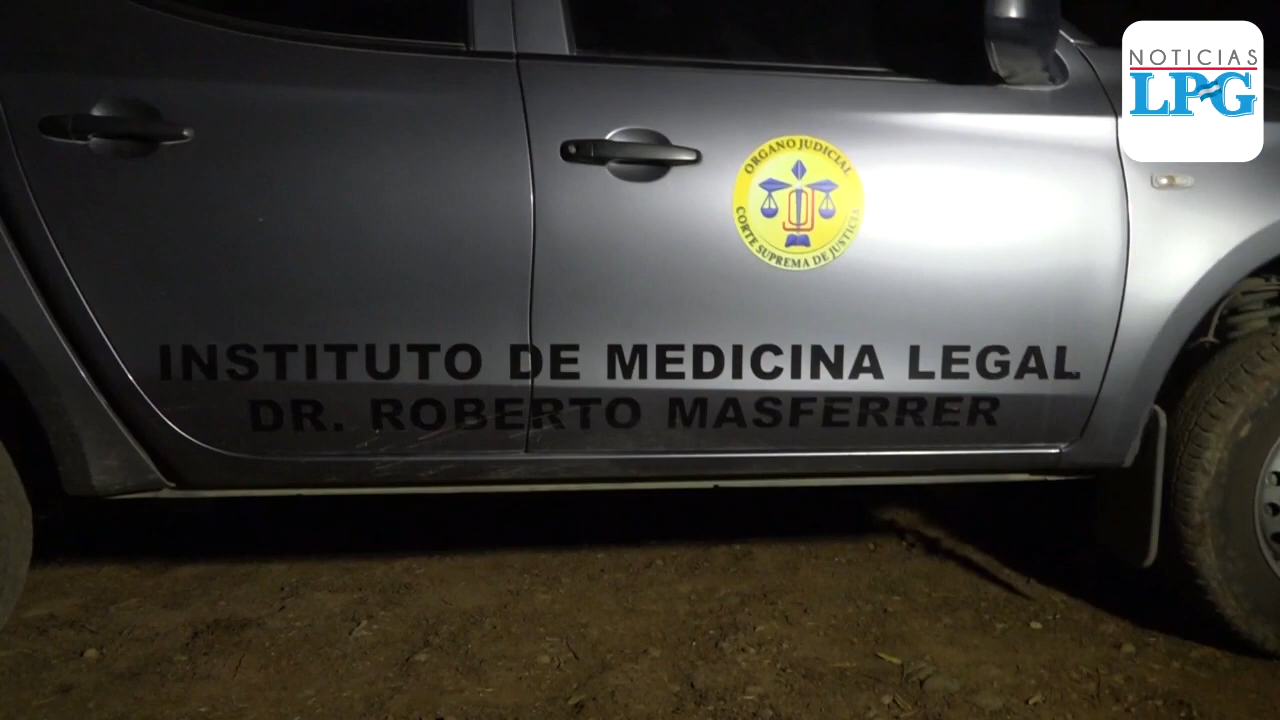 NOTICIAS
LPG
ORGANO JUDICIAL
CORTE SUPREMA DE JUSTICIA
INSTITUTO DE MEDICINA LEGAL
DR. ROBERTO MASFERRER